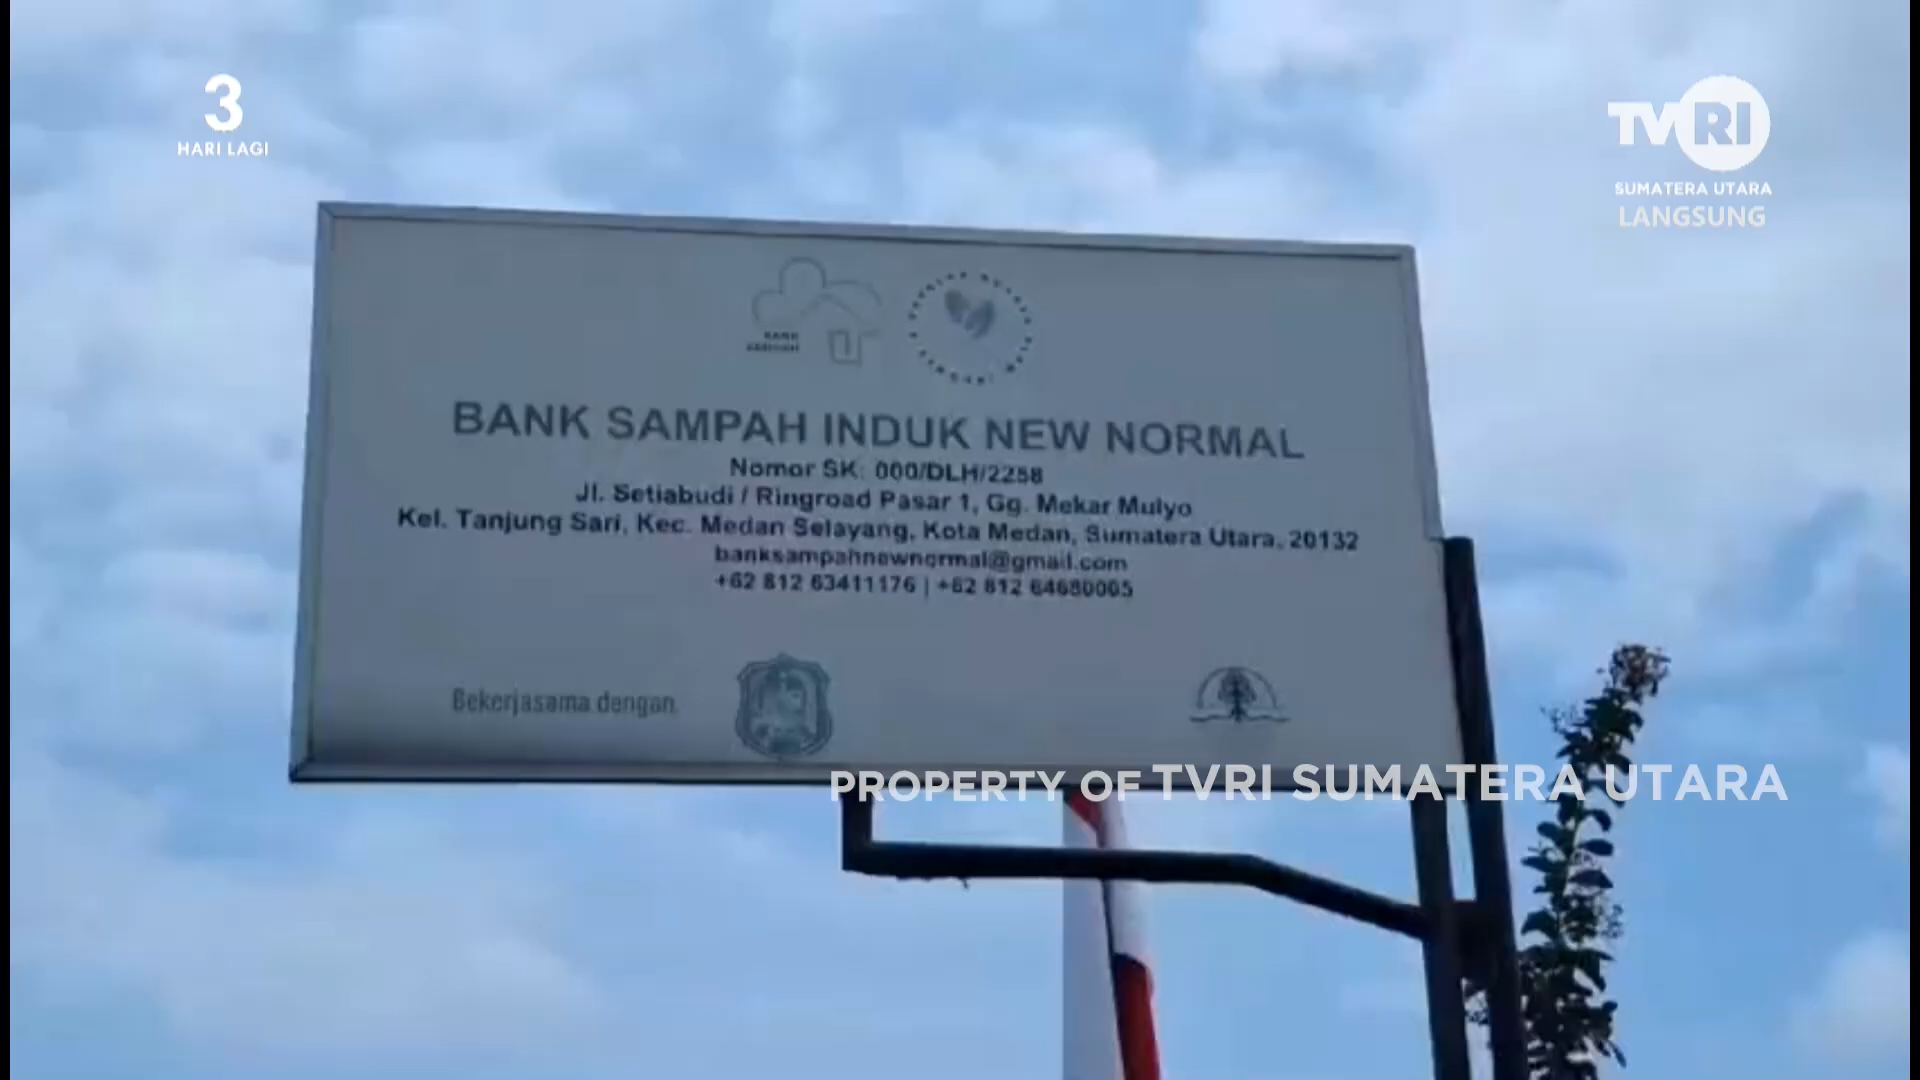 3
HARI LAGI
TVRI
SUMATERA UTARA
LANGSUNG
BANK
BANK SAMPAH INDUK NEW NORMAL
Nomor SK: 000/DLH/2258
Jl. Setiabudi / Ringroad Pasar 1, Gg. Mekar Mulyo
Kel. Tanjung Sari, Kec. Medan Selayang, Kota Medan, Sumatera Utara, 20132
banksampahnewnormal@gmail.com
+62 812 63411176 | +62 812 64680065
Bekerjasama dengan
PROPERTY OF TVRI SUMATERA UTARA